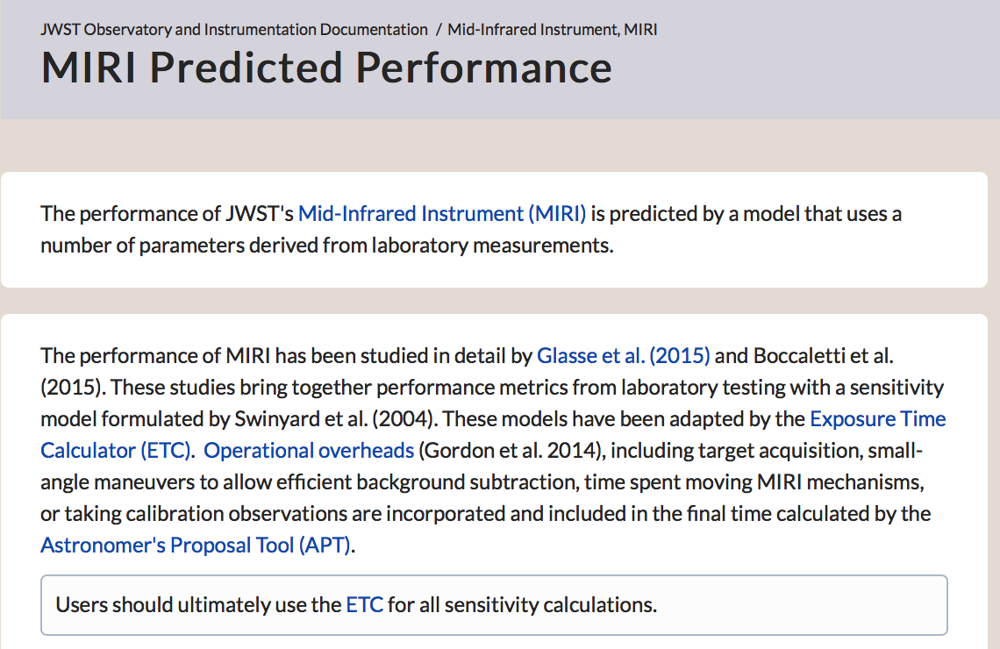 JWST Observatory and Instrumentation Documentation / Mid-Infrared Instrument, MIRI
MIRI Predicted Performance
The performance of JWST's Mid-Infrared Instrument (MIRI) is predicted by a model that uses a
number of parameters derived from laboratory measurements.
The performance of MIRI has been studied in detail by Glasse et al. (2015) and Boccaletti et al.
(2015). These studies bring together performance metrics from laboratory testing with a sensitivity
model formulated by Swinyard et al. (2004). These models have been adapted by the Exposure Time
Calculator (ETC). Operational overheads (Gordon et al. 2014), including target acquisition, small-
angle maneuvers to allow efficient background subtraction, time spent moving MIRI mechanisms,
or taking calibration observations are incorporated and included in the final time calculated by the
Astronomer's Proposal Tool (APT).
Users should ultimately use the ETC for all sensitivity calculations.